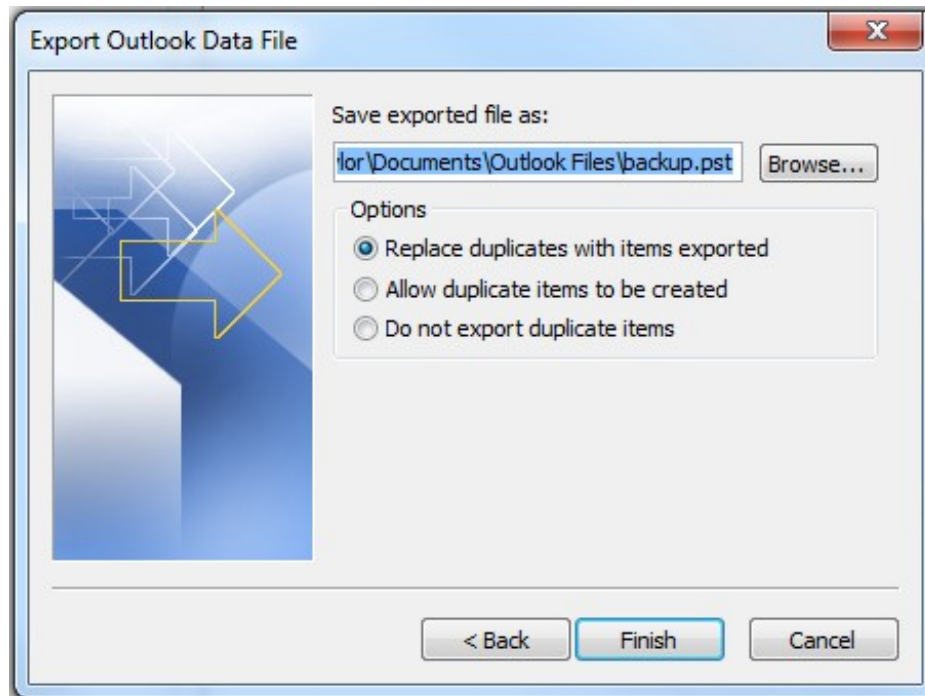 Export Outlook Data File
Save exported file as:
lor\Documents\Outlook Files\backup.pst
Browse...
Options
Replace duplicates with items exported
Allow duplicate items to be created
Do not export duplicate items
< Back
Finish
Cancel